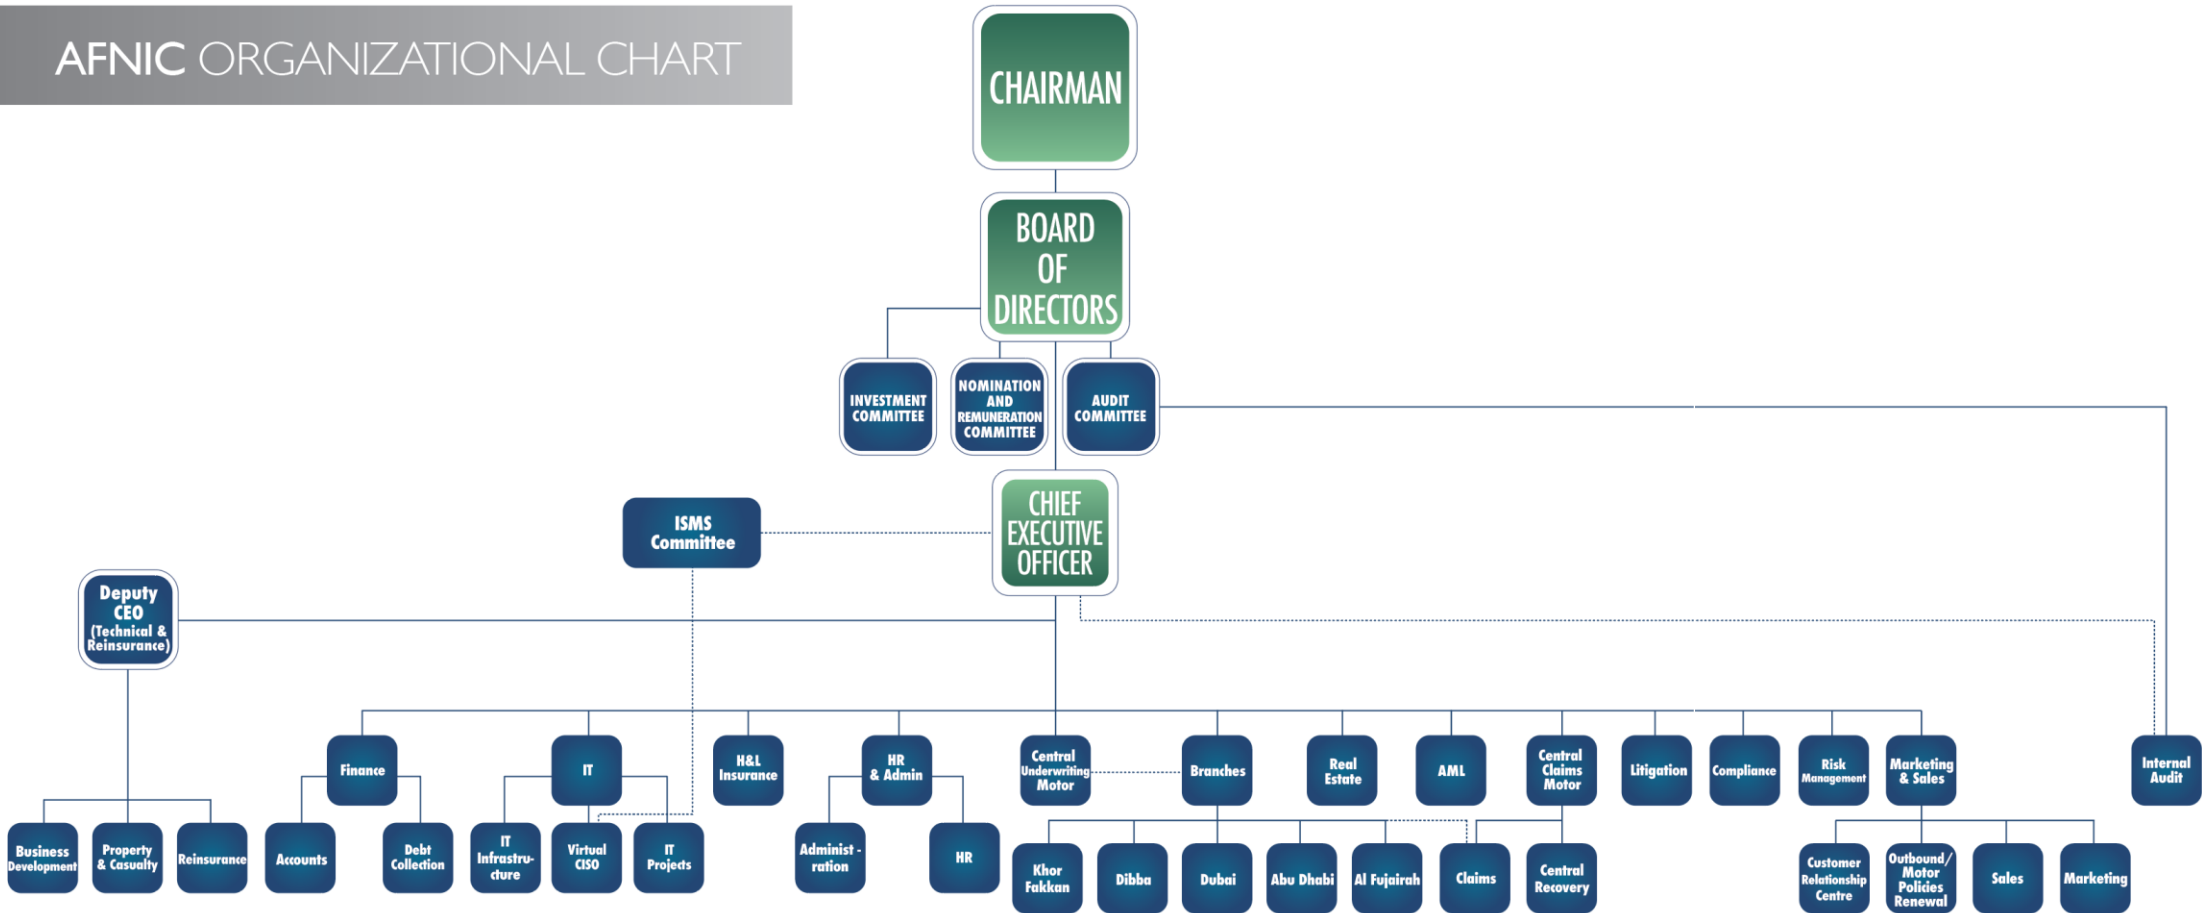 AFNIC ORGANIZATIONAL CHART
CHAIRMAN
BOARD
OF
DIRECTORS
INVESTMENT
COMMITTEE
NOMINATION
AND
REMUNERATION
COMMITTEE
AUDIT
COMMITTEE
CHIEF
EXECUTIVE
OFFICER
ISMS
Committee
Deputy
CEO
(Technical &
Reinsurance)
Finance
IT
H&L
Insurance
HR
& Admin
Central
Underwriting
Motor
Branches
Real
Estate
AML
Central
Claims
Motor
Litigation
Compliance
Risk
Management
Marketing
& Sales
Internal
Audit
Business
Development
Property
& Casualty
Reinsurance
Accounts
Debt
Collection
IT
Infrastru-
cture
Virtual
CISO
IT
Projects
Administ -
ration
HR
Khor
Fakkan
Dibba
Dubai
Abu Dhabi
Al Fujairah
Claims
Central
Recovery
Customer
Relationship
Centre
Outbound/
Motor
Policies
Renewal
Sales
Marketing